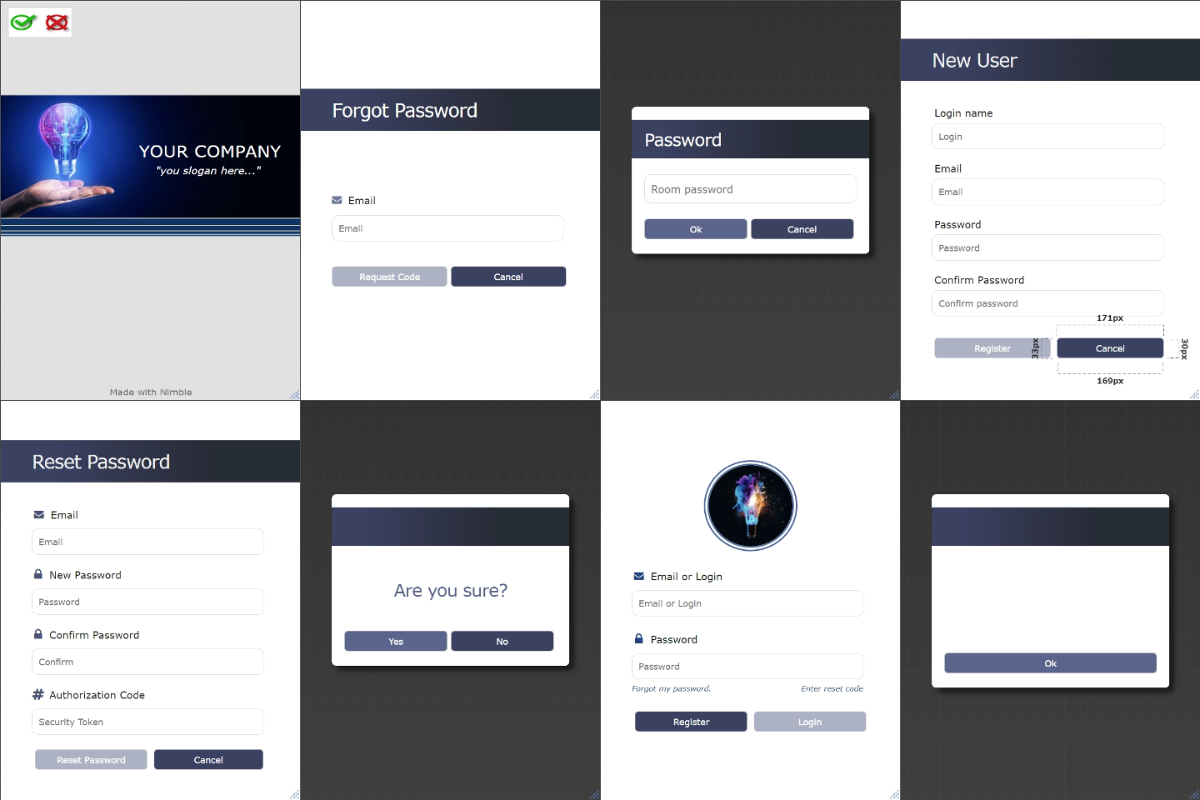 YOUR COMPANY
"you slogan here..."
Made with Nimble
Forgot Password
Email
Email
Request Code
Cancel
Password
Room password
Ok
Cancel
New User
Login name
Login
Email
Email
Password
Password
Confirm Password
Confirm password
171px
Register
33px
Cancel
30px
169px
Reset Password
Email
Email
New Password
Password
Confirm Password
Confirm
# Authorization Code
Security Token
Reset Password
Cancel
Are you sure?
Yes
No
Email or Login
Email or Login
Password
Password
Forgot my password.
Enter reset code
Register
Login
Ok